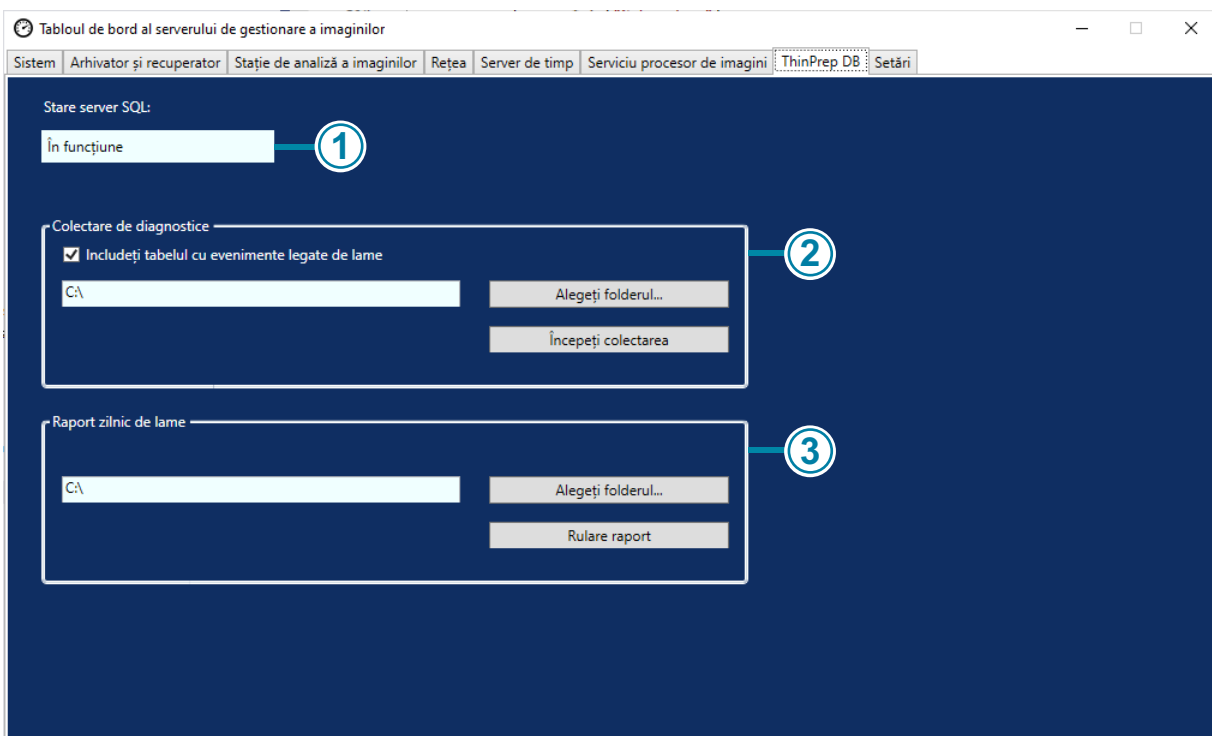 Tabloul de bord al serverului de gestionare a imaginilor
Sistem Arhivator și recuperator Stație de analiză a imaginilor Rețea Server de timp Serviciu procesor de imagini ThinPrep DB Setări
Stare server SQL:
În funcțiune
1
Colectare de diagnostice
2
Includeți tabelul cu evenimente legate de lame
C:\ Alegeți folderul...
Începeți colectarea
Raport zilnic de lame
3
C:\ Alegeți folderul...
Rulare raport